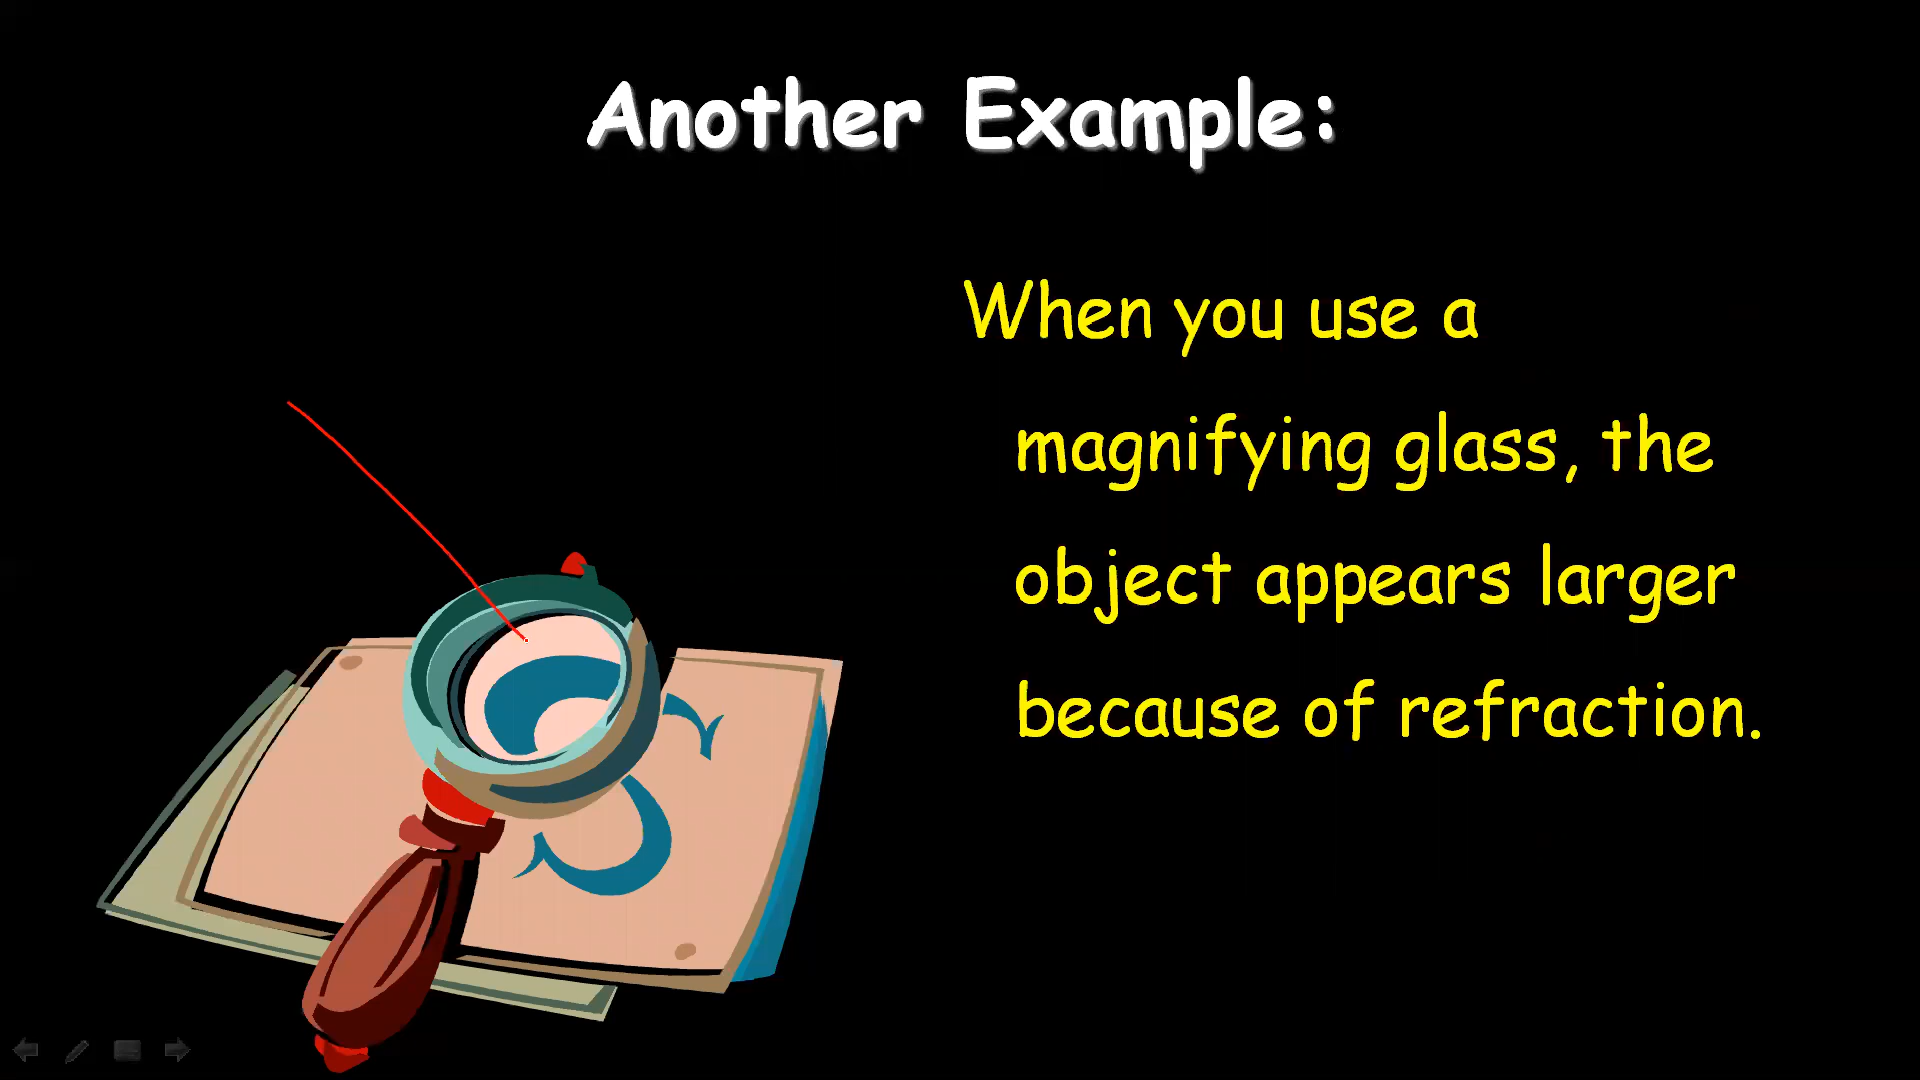 Another Example:
When you use a
magnifying glass, the
object appears larger
because of refraction.